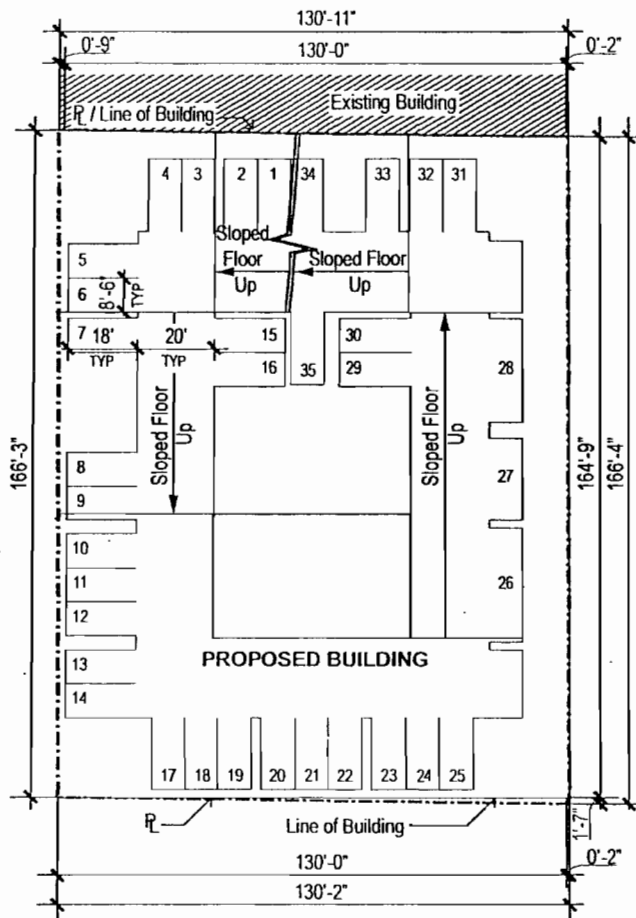 130'-11"
0'-9" 130'-0" 0'-2"
Existing Building
PL / Line of Building
4 3 2 1 34 33 32 31
Sloped Floor Up
Sloped Floor Up
5
6
8'-6" TYP
7 18' TYP 20' TYP
15 30
16 35 29
28
Sloped Floor Up
Sloped Floor Up
166'-3"
164'-9"
166'-4"
8
9
27
10
11
12
26
13
14
PROPOSED BUILDING
17 18 19 20 21 22 23 24 25
PL Line of Building
1'-7"
130'-0" 0'-2"
130'-2"